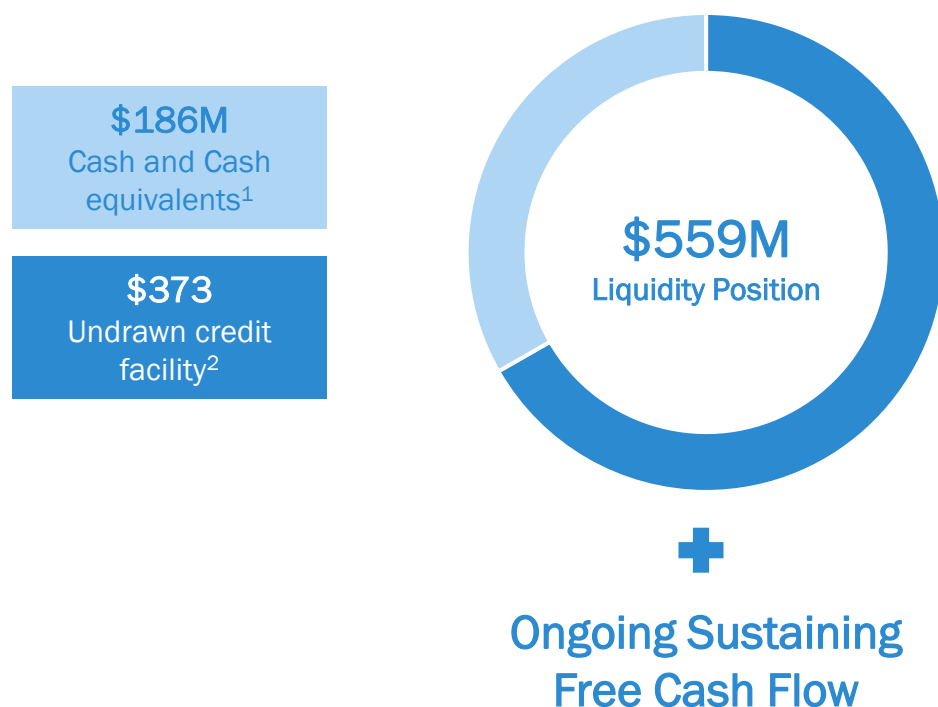 $186M
Cash and Cash
equivalents¹
$373
Undrawn credit
facility²
$559M
Liquidity Position
Ongoing Sustaining
Free Cash Flow